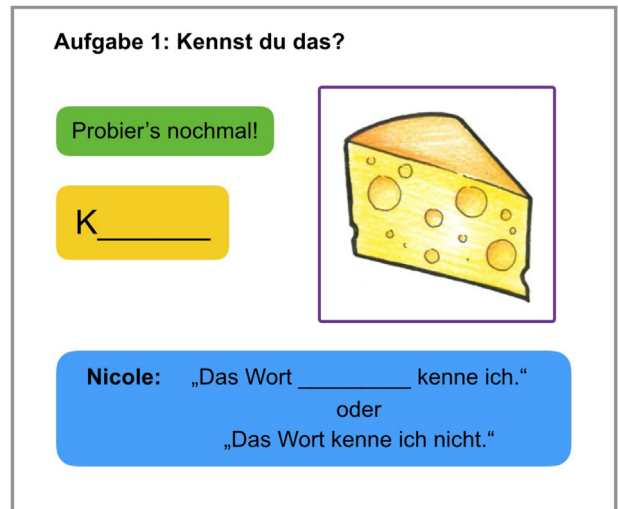 Aufgabe 1: Kennst du das?
Probier’s nochmal!
K______
Nicole: „Das Wort _________ kenne ich.“
oder
„Das Wort kenne ich nicht.“